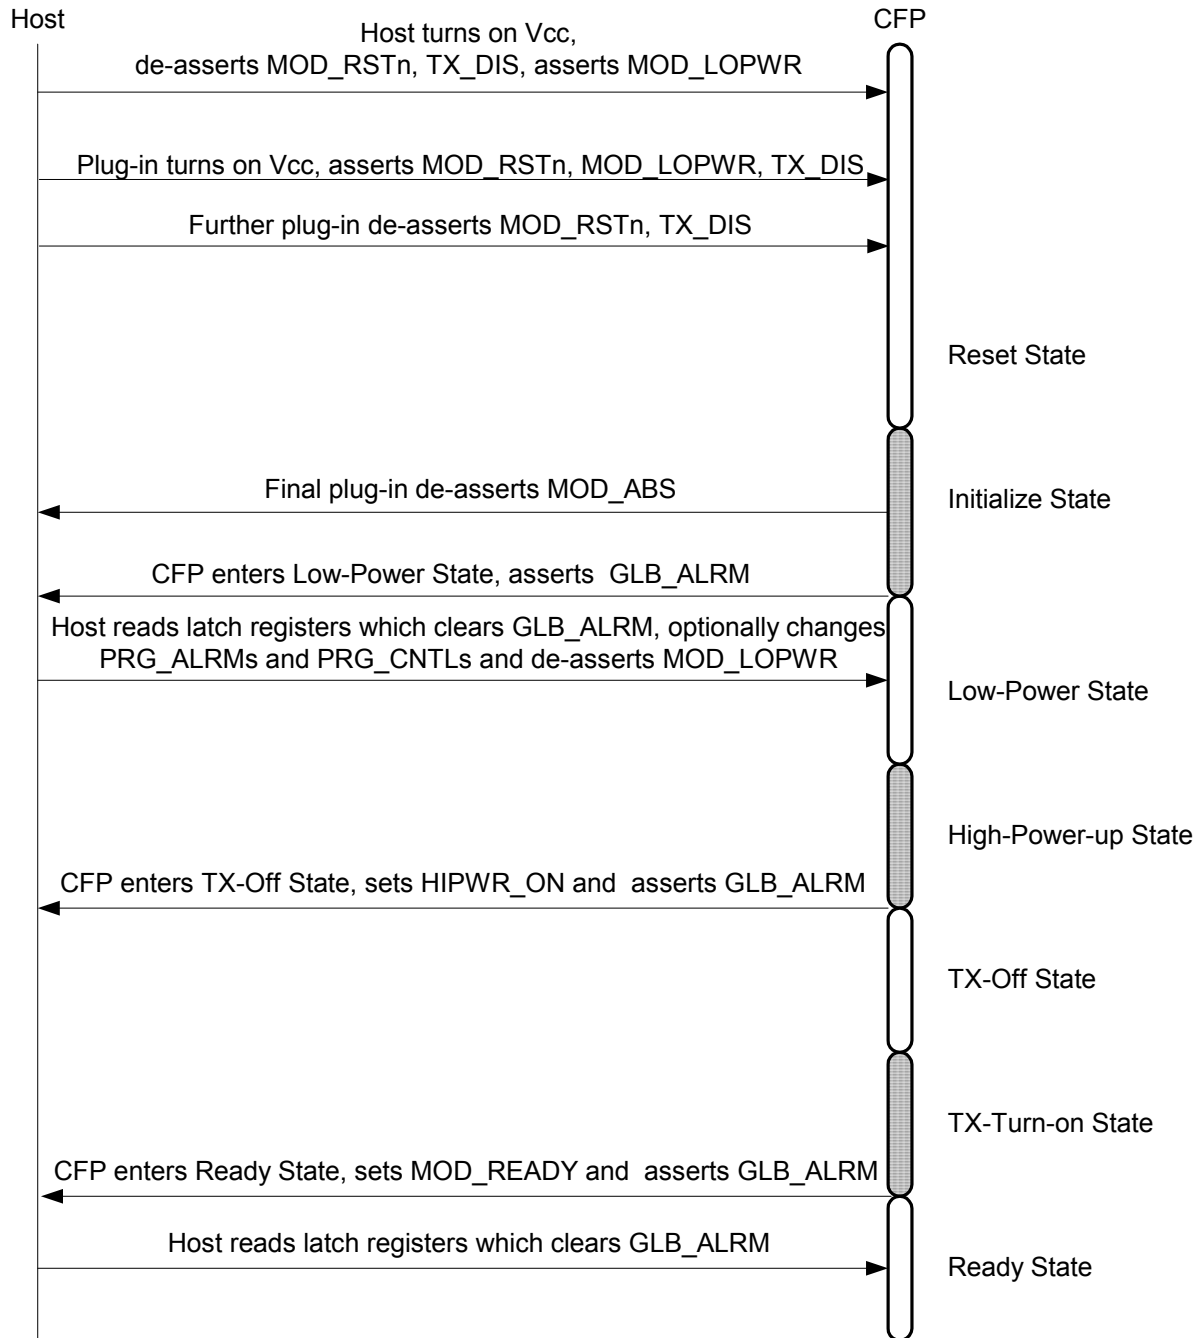 Host
CFP
Host turns on Vcc,
de-asserts MOD_RSTn, TX_DIS, asserts MOD_LOPWR
Plug-in turns on Vcc, asserts MOD_RSTn, MOD_LOPWR, TX_DIS
Further plug-in de-asserts MOD_RSTn, TX_DIS
Reset State
Final plug-in de-asserts MOD_ABS
Initialize State
CFP enters Low-Power State, asserts GLB_ALRM
Host reads latch registers which clears GLB_ALRM, optionally changes
PRG_ALRMs and PRG_CNTLs and de-asserts MOD_LOPWR
Low-Power State
High-Power-up State
CFP enters TX-Off State, sets HIPWR_ON and asserts GLB_ALRM
TX-Off State
TX-Turn-on State
CFP enters Ready State, sets MOD_READY and asserts GLB_ALRM
Host reads latch registers which clears GLB_ALRM
Ready State